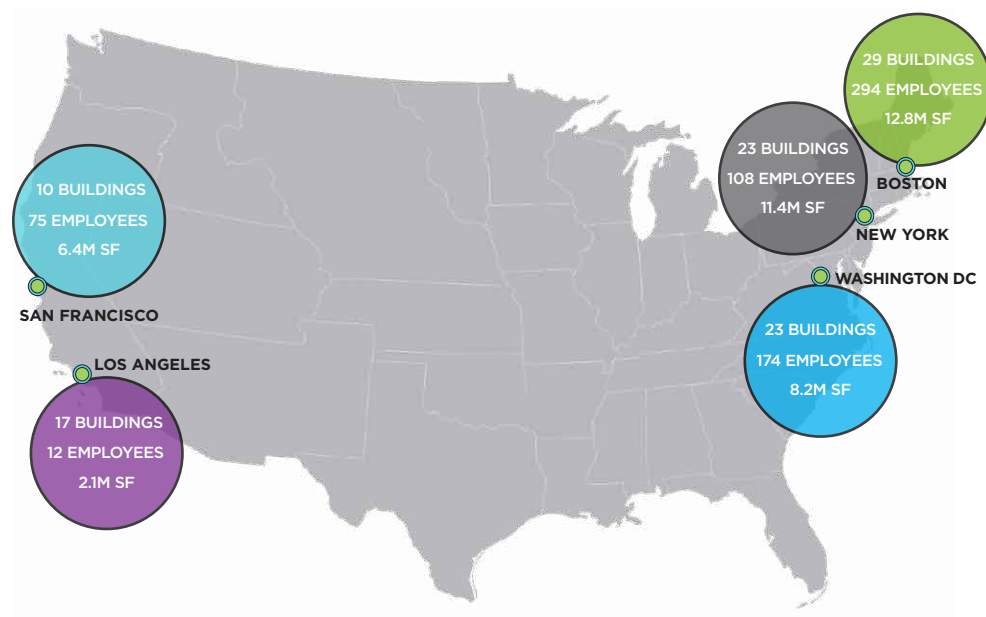 29 BUILDINGS
294 EMPLOYEES
12.8M SF
BOSTON
23 BUILDINGS
108 EMPLOYEES
11.4M SF
NEW YORK
10 BUILDINGS
75 EMPLOYEES
6.4M SF
SAN FRANCISCO
WASHINGTON DC
23 BUILDINGS
174 EMPLOYEES
8.2M SF
LOS ANGELES
17 BUILDINGS
12 EMPLOYEES
2.1M SF